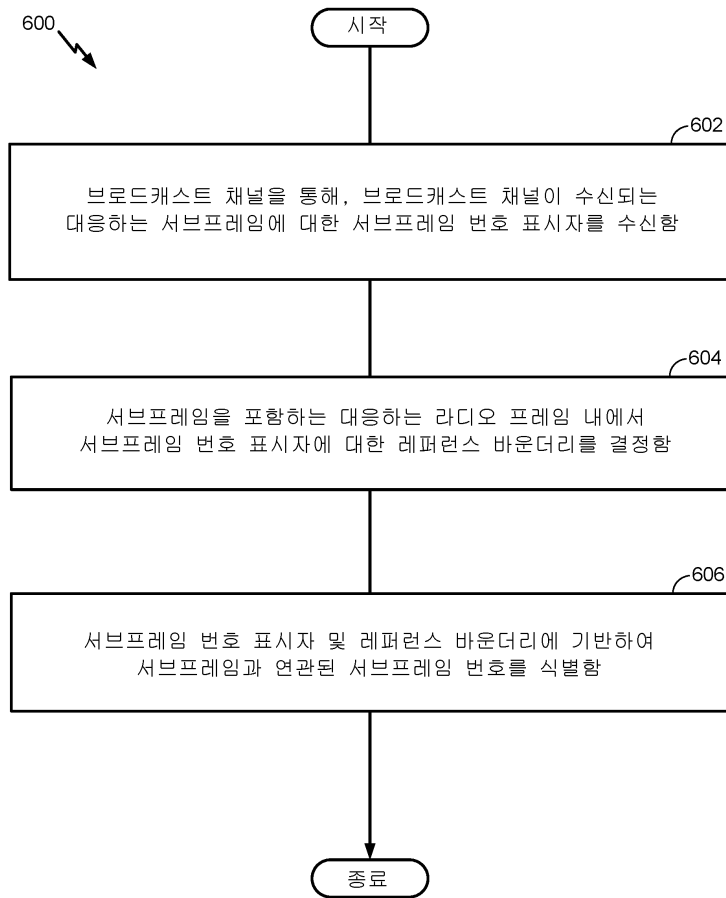 600
시작
602
브로드캐스트 채널을 통해, 브로드캐스트 채널이 수신되는
대응하는 서브프레임에 대한 서브프레임 번호 표시자를 수신함
604
서브프레임을 포함하는 대응하는 라디오 프레임 내에서
서브프레임 번호 표시자에 대한 레퍼런스 바운더리를 결정함
606
서브프레임 번호 표시자 및 레퍼런스 바운더리에 기반하여
서브프레임과 연관된 서브프레임 번호를 식별함
종료